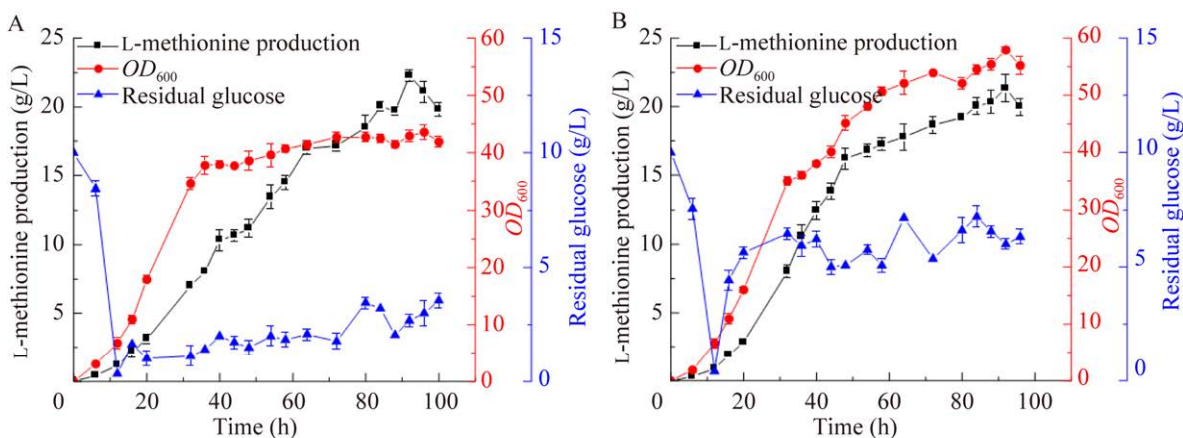 A
L-methionine production
OD600
Residual glucose
L-methionine production (g/L)
25
20
15
10
5
0
20
40
60
80
100
Time (h)
60
50
40
30
20
10
0
OD600
15
10
5
0
Residual glucose (g/L)
B
L-methionine production
OD600
Residual glucose
L-methionine production (g/L)
25
20
15
10
5
0
20
40
60
80
100
Time (h)
60
50
40
30
20
10
0
OD600
15
10
5
0
Residual glucose (g/L)